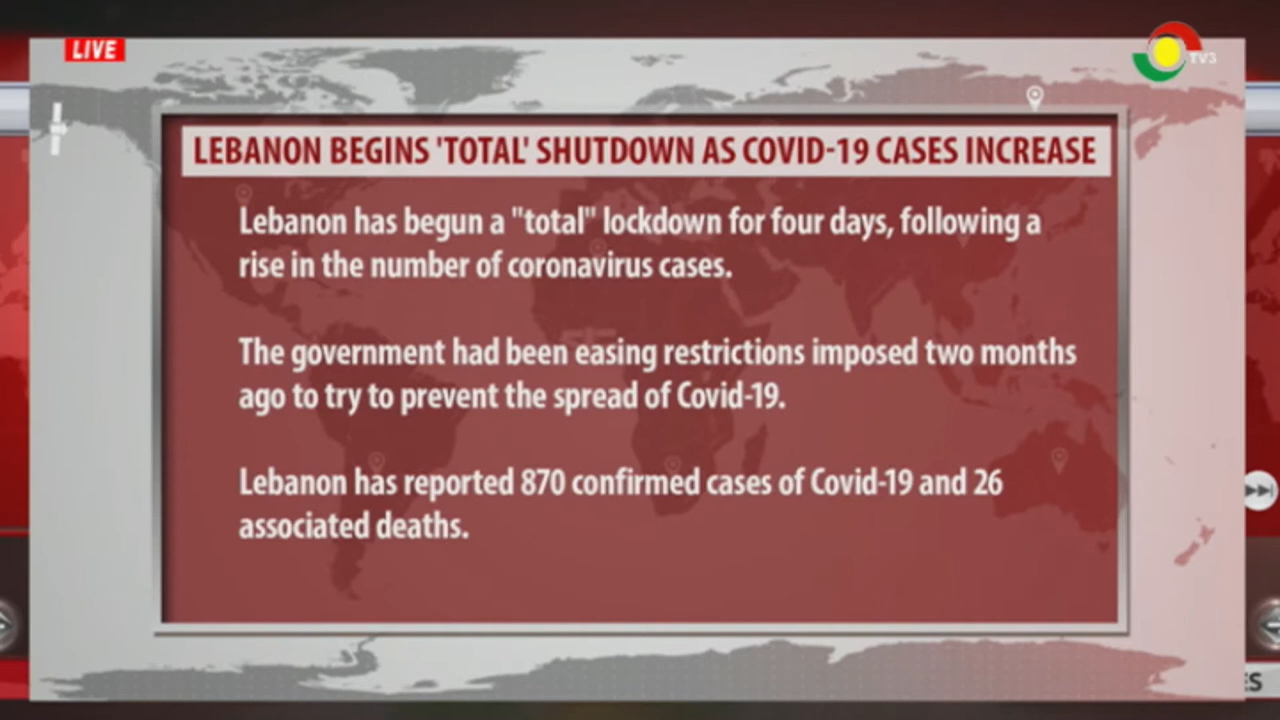 LIVE
TV3
LEBANON BEGINS 'TOTAL' SHUTDOWN AS COVID-19 CASES INCREASE
Lebanon has begun a "total" lockdown for four days, following a
rise in the number of coronavirus cases.
The government had been easing restrictions imposed two months
ago to try to prevent the spread of Covid-19.
Lebanon has reported 870 confirmed cases of Covid-19 and 26
associated deaths.
ES